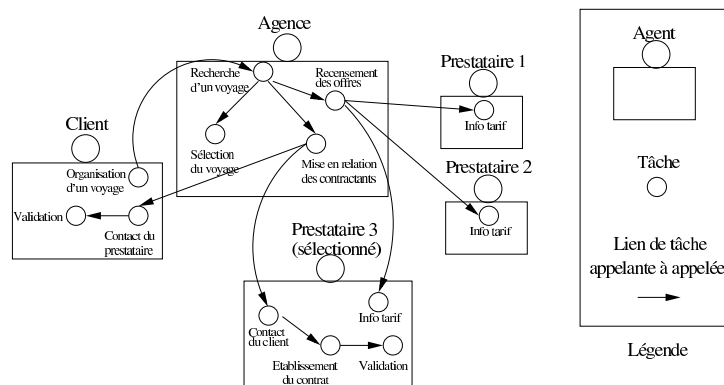 Agence
Recherche
d'un voyage
Recensement
des offres
Sélection
du voyage
Mise en relation
des contractants
Client
Organisation
d'un voyage
Validation
Contact du
prestataire
Prestataire 1
Info tarif
Prestataire 2
Info tarif
Prestataire 3
(sélectionné)
Info tarif
Contact
du client
Etablissement
du contrat
Validation
Agent
Tâche
Lien de tâche
appelante à appelée
Légende